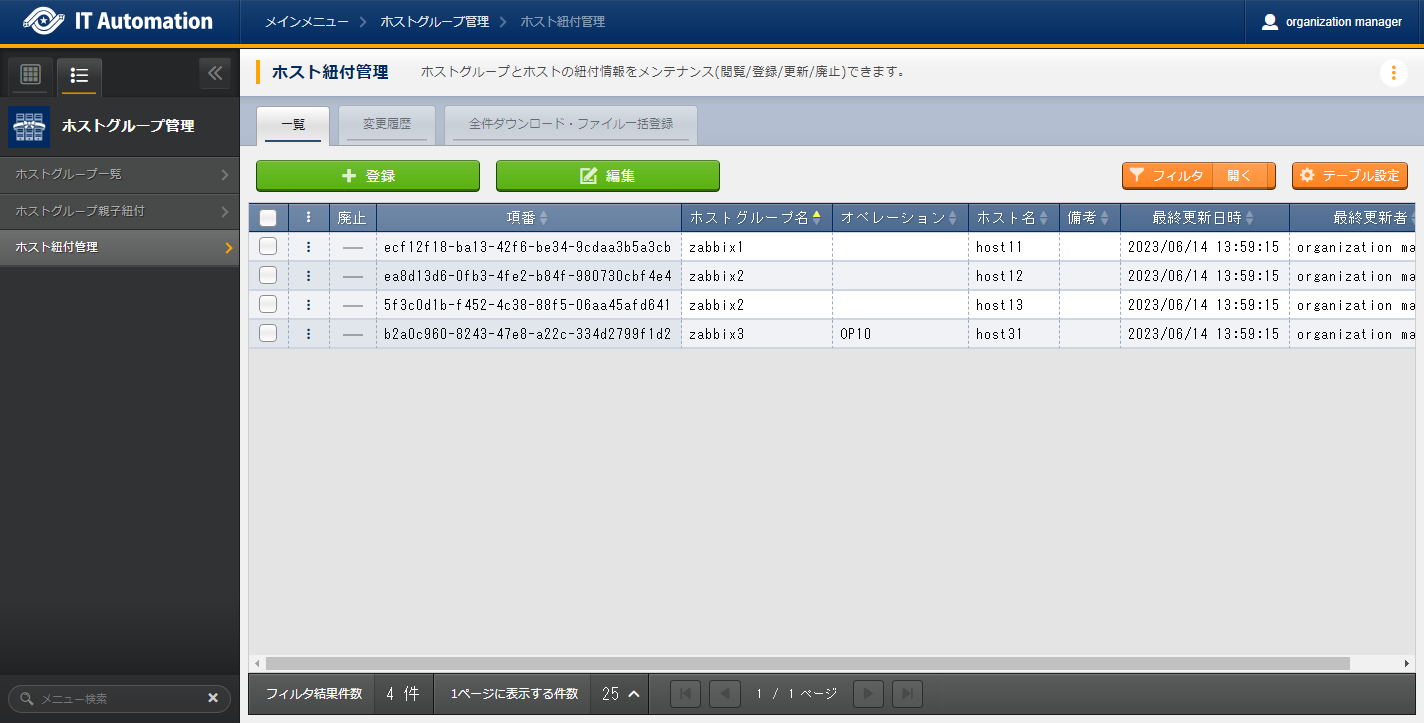 IT Automation
メインメニュー > ホストグループ管理 > ホスト紐付管理
organization manager
ホストグループ管理
ホストグループ一覧
ホストグループ親子紐付
ホスト紐付管理
メニュー検索
ホスト紐付管理 ホストグループとホストの紐付情報をメンテナンス(閲覧/登録/更新/廃止)できます。
一覧 変更履歴 全件ダウンロード・ファイル一括登録
登録 編集 フィルタ 開く テーブル設定
廃止 項番 ホストグループ名 オペレーション ホスト名 備考 最終更新日時 最終更新者
ecf12f18-ba13-42f6-be34-9cdaa3b5a3cb zabbix1 host11 2023/06/14 13:59:15 organization ma
ea8d13d6-0fb3-4fe2-b84f-980730cbf4e4 zabbix2 host12 2023/06/14 13:59:15 organization ma
5f3c0d1b-f452-4c38-88f5-06aa45afd641 zabbix2 host13 2023/06/14 13:59:15 organization ma
b2a0c960-8243-47e8-a22c-334d2799f1d2 zabbix3 OP10 host31 2023/06/14 13:59:15 organization ma
フィルタ結果件数 4 件 1ページに表示する件数 25 1 / 1 ページ